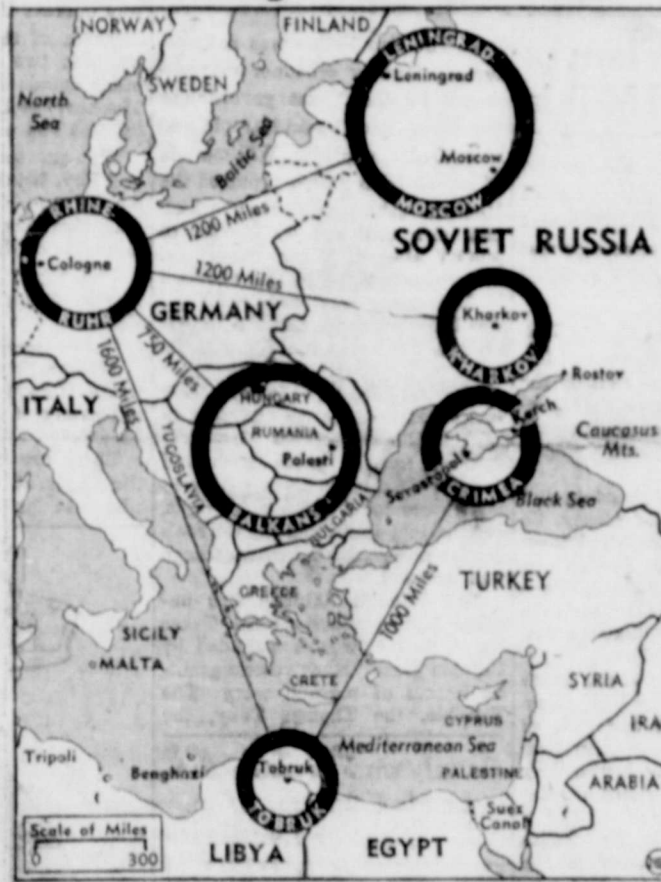 NORWAY
FINLAND
SWEDEN
North
Sea
Baltic Sea
LENINGRAD-
Leningrad
Moscow
MOSCOW
RHINE-
Cologne
RUHR
1200 Miles
1200 Miles
SOVIET RUSSIA
GERMANY
750 Miles
1600 Miles
Kharkov
KHARKOV
ITALY
HUNGARY
RUMANIA
Polesti
BALKANS
YUGOSLAVIA
BULGARIA
Rostov
Kerch
Caucasus
Mts.
Sevastapol
CRIMEA
Black Sea
GREECE
1000 Miles
TURKEY
SICILY
MALTA
CRETE
CYPRUS
SYRIA
IRA
Mediterranean Sea
Tripoli
Benghazi
Tobruk
TOBRUK
PALESTINE
ARABIA
Suez
Canal
Scale of Miles
0 300
LIBYA
EGYPT